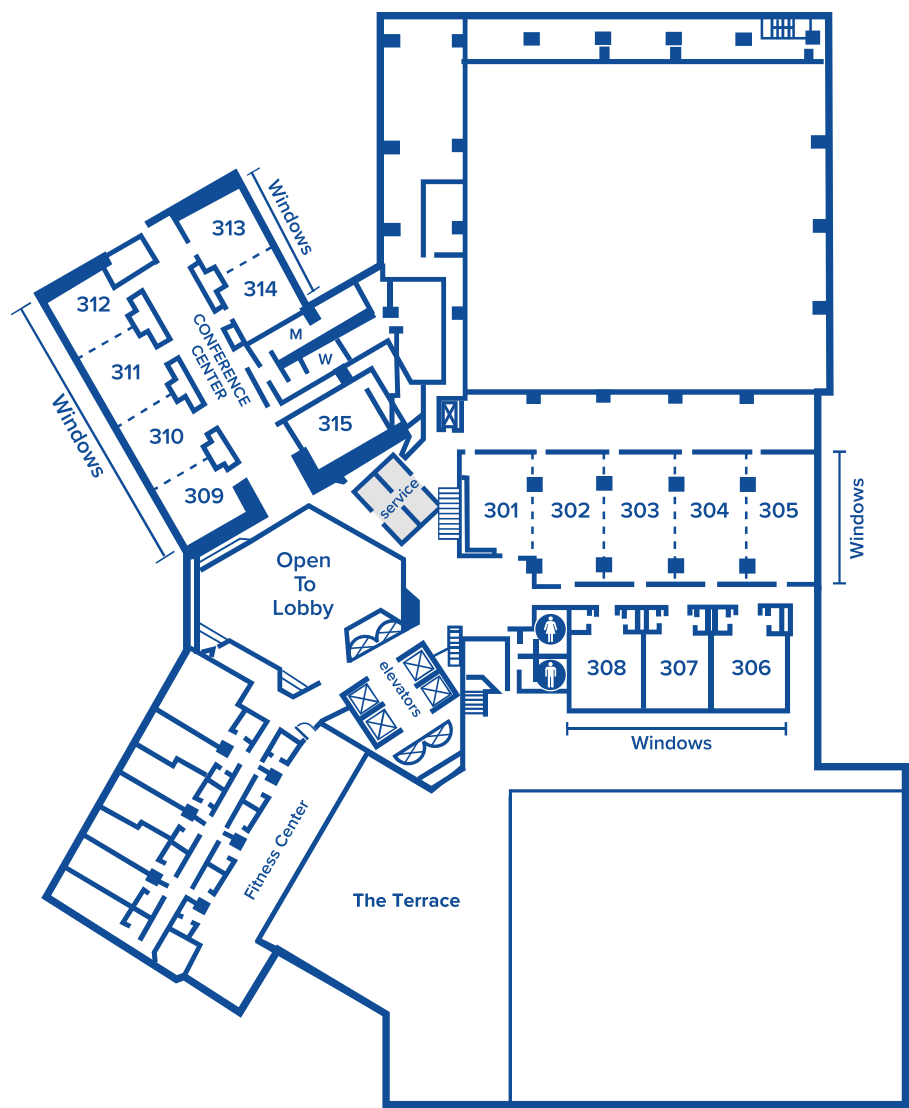 313
Windows
314
312
CONFERENCE
CENTER
M
W
311
315
310
Windows
309
service
301
302
303
304
305
Windows
Open
To
Lobby
elevators
308
307
306
Windows
Fitness Center
The Terrace